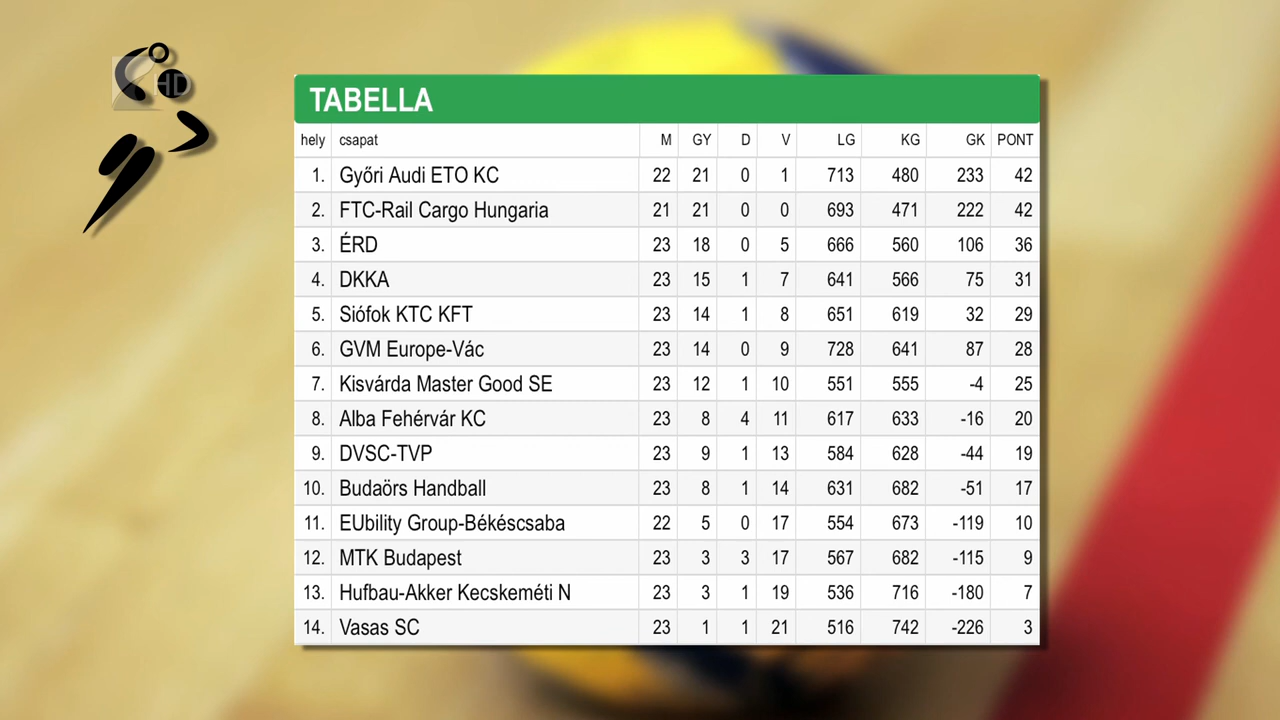 HD
TABELLA
hely csapat M GY D V LG KG GK PONT
1. Győri Audi ETO KC 22 21 0 1 713 480 233 42
2. FTC-Rail Cargo Hungaria 21 21 0 0 693 471 222 42
3. ÉRD 23 18 0 5 666 560 106 36
4. DKKA 23 15 1 7 641 566 75 31
5. Siófok KTC KFT 23 14 1 8 651 619 32 29
6. GVM Europe-Vác 23 14 0 9 728 641 87 28
7. Kisvárda Master Good SE 23 12 1 10 551 555 -4 25
8. Alba Fehérvár KC 23 8 4 11 617 633 -16 20
9. DVSC-TVP 23 9 1 13 584 628 -44 19
10. Budaörs Handball 23 8 1 14 631 682 -51 17
11. EUbility Group-Békéscsaba 22 5 0 17 554 673 -119 10
12. MTK Budapest 23 3 3 17 567 682 -115 9
13. Hufbau-Akker Kecskeméti N 23 3 1 19 536 716 -180 7
14. Vasas SC 23 1 1 21 516 742 -226 3